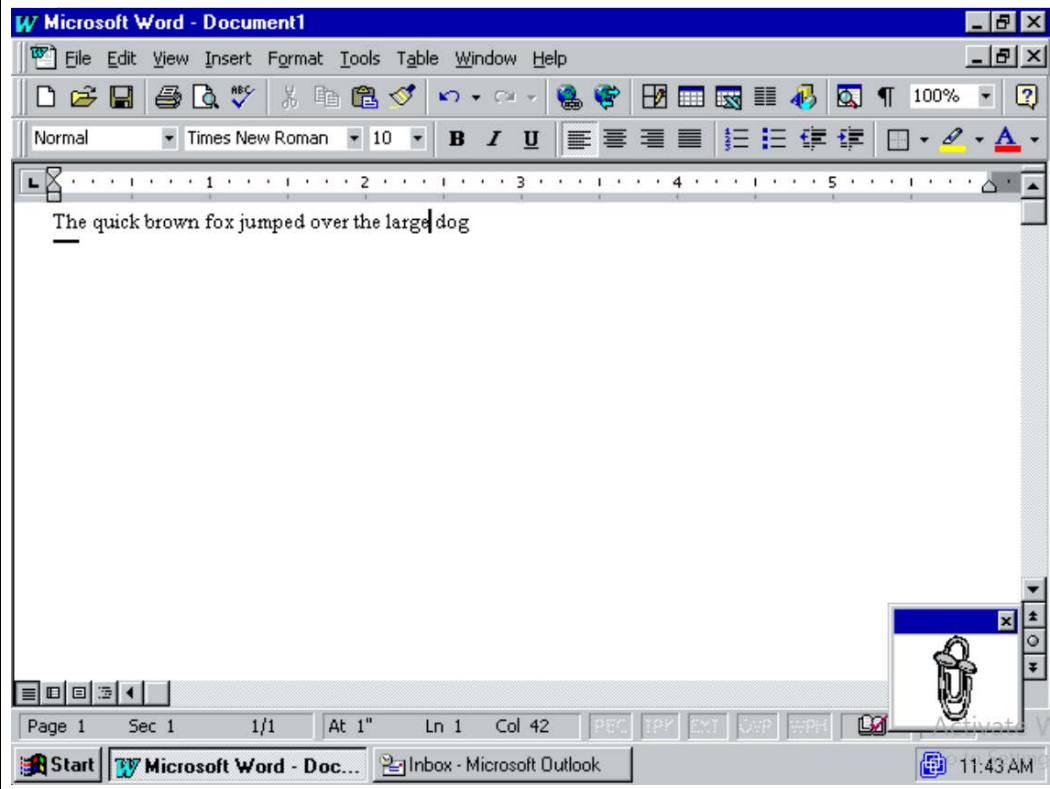 Microsoft Word - Document1
File Edit View Insert Format Tools Table Window Help
ABC 100%
Normal Times New Roman 10 B I U A
1 2 3 4 5
The quick brown fox jumped over the large dog
Page 1 Sec 1 1/1 At 1" Ln 1 Col 42 REC TRK EXT OVR WPH
Activate W
Start Microsoft Word - Doc... Inbox - Microsoft Outlook 11:43 AM